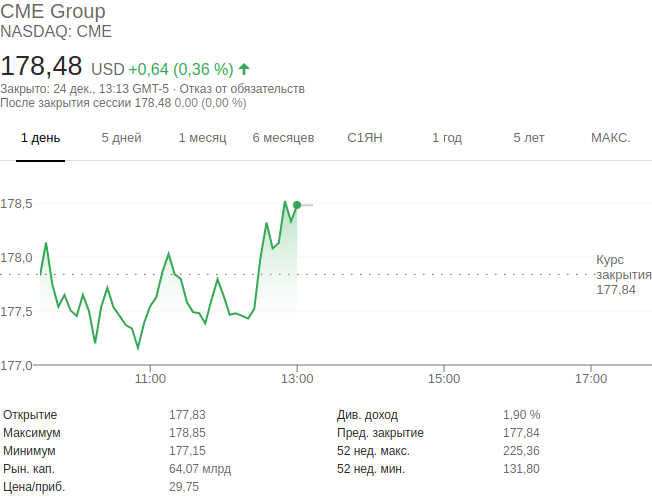 CME Group
NASDAQ: CME
178,48 USD +0,64 (0,36 %)
Закрыто: 24 дек., 13:13 GMT-5 · Отказ от обязательств
После закрытия сессии 178,48 0,00 (0,00 %)
1 день 5 дней 1 месяц 6 месяцев С1ЯН 1 год 5 лет МАКС.
178,5
178,0
Курс
закрытия
177,84
177,5
177,0
11:00 13:00 15:00 17:00
Открытие 177,83 Див. доход 1,90 %
Максимум 178,85 Пред. закрытие 177,84
Минимум 177,15 52 нед. макс. 225,36
Рын. кап. 64,07 млрд 52 нед. мин. 131,80
Цена/приб. 29,75